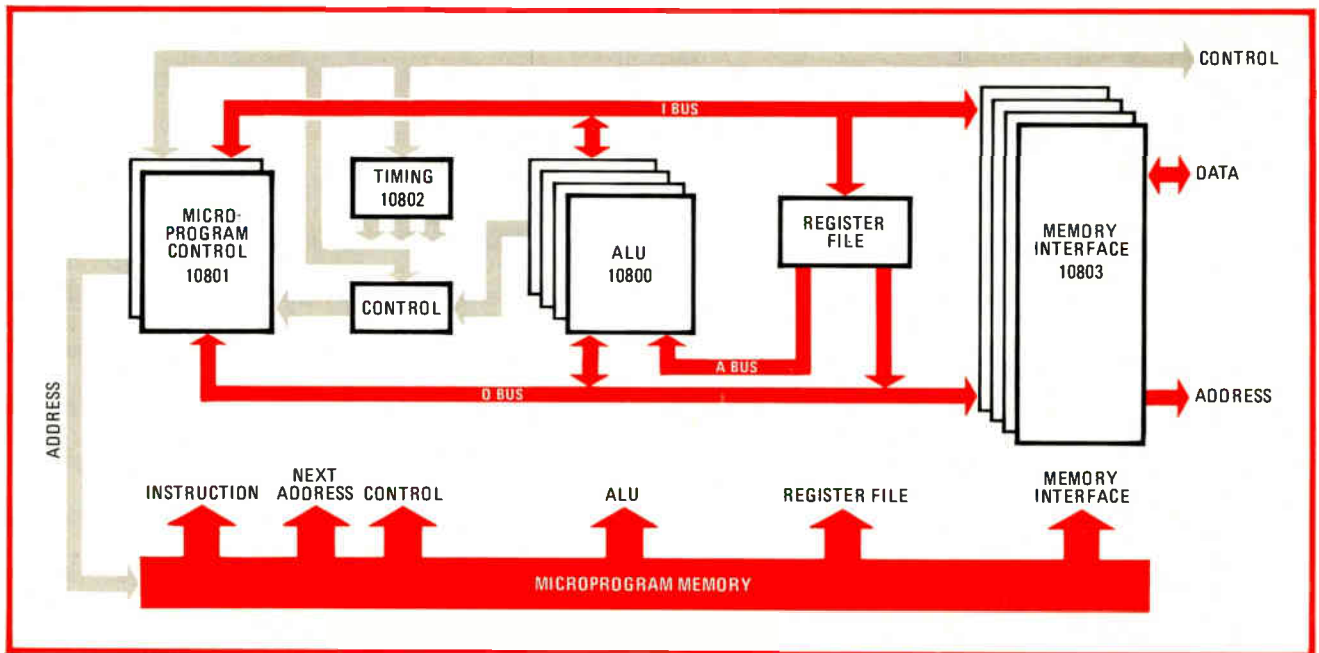 CONTROL
I BUS
TIMING
10802
DATA
MICRO-
PROGRAM
CONTROL
10801
REGISTER
FILE
MEMORY
INTERFACE
10803
ALU
10800
CONTROL
A BUS
O BUS
ADDRESS
ADDRESS
INSTRUCTION
NEXT
ADDRESS
CONTROL
ALU
REGISTER FILE
MEMORY
INTERFACE
MICROPROGRAM MEMORY